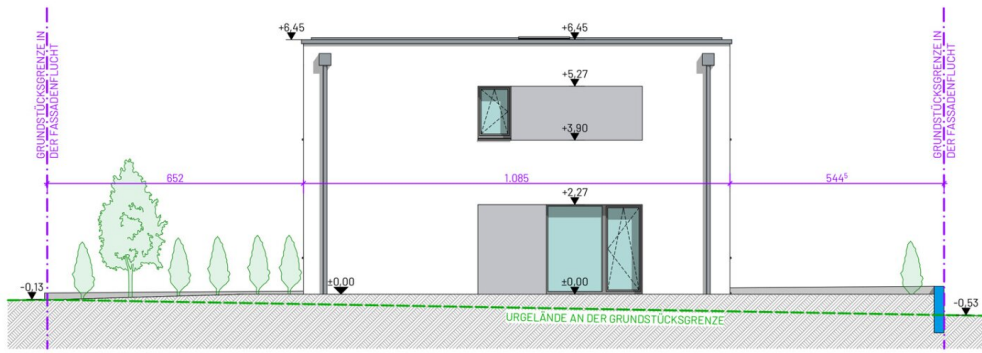 GRUNDSTÜCKSGRENZE IN
DER FASSADENFLUCHT
+6,45
+6,45
GRUNDSTÜCKSGRENZE IN
DER FASSADENFLUCHT
+5,27
+3,90
652
1.085
544⁵
+2,27
-0,13
±0,00
±0,00
-0,53
URGELÄNDE AN DER GRUNDSTÜCKSGRENZE